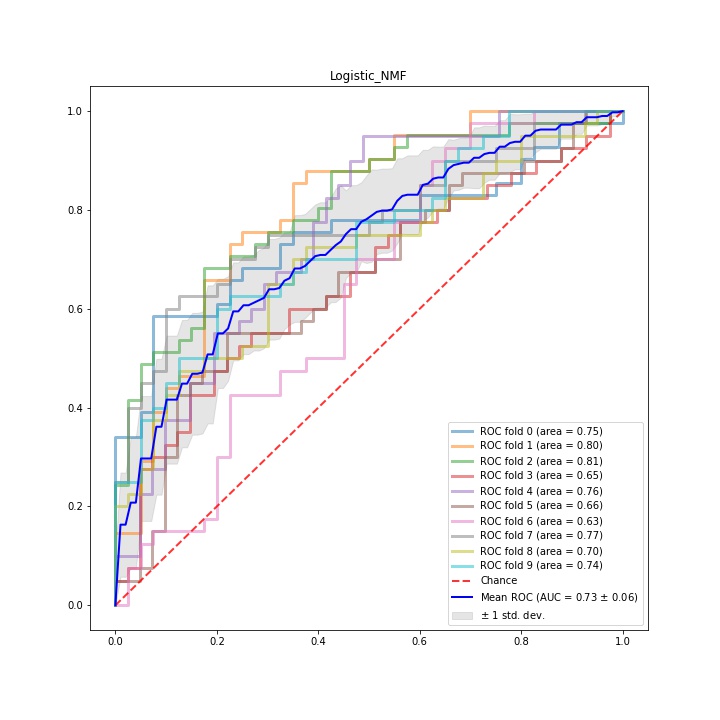 Logistic_NMF
1.0
0.8
0.6
0.4
0.2
0.0
0.0 0.2 0.4 0.6 0.8 1.0
ROC fold 0 (area = 0.75)
ROC fold 1 (area = 0.80)
ROC fold 2 (area = 0.81)
ROC fold 3 (area = 0.65)
ROC fold 4 (area = 0.76)
ROC fold 5 (area = 0.66)
ROC fold 6 (area = 0.63)
ROC fold 7 (area = 0.77)
ROC fold 8 (area = 0.70)
ROC fold 9 (area = 0.74)
Chance
Mean ROC (AUC = 0.73 ± 0.06)
± 1 std. dev.